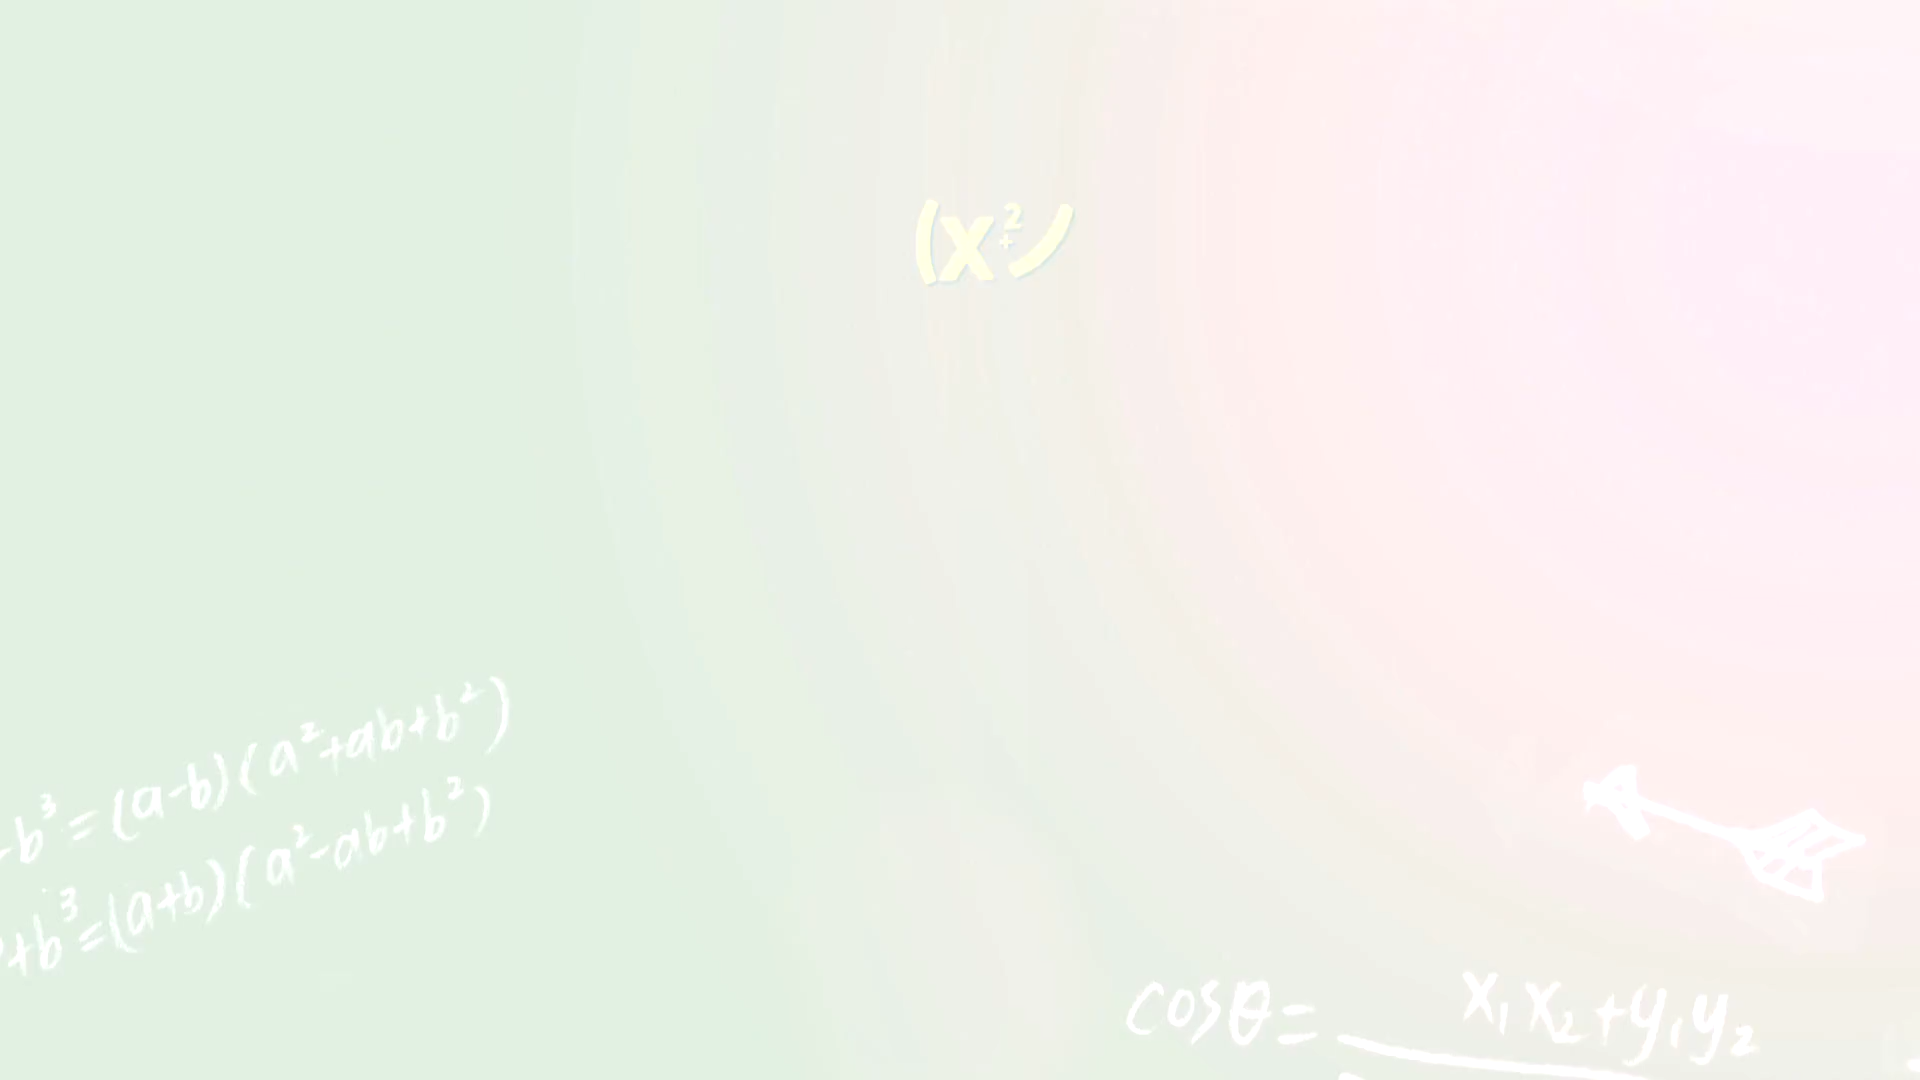 (x²+)
-b³=(a-b)(a²+ab+b²)
+b³=(a+b)(a²-ab+b²)
cosθ= x₁x₂+y₁y₂